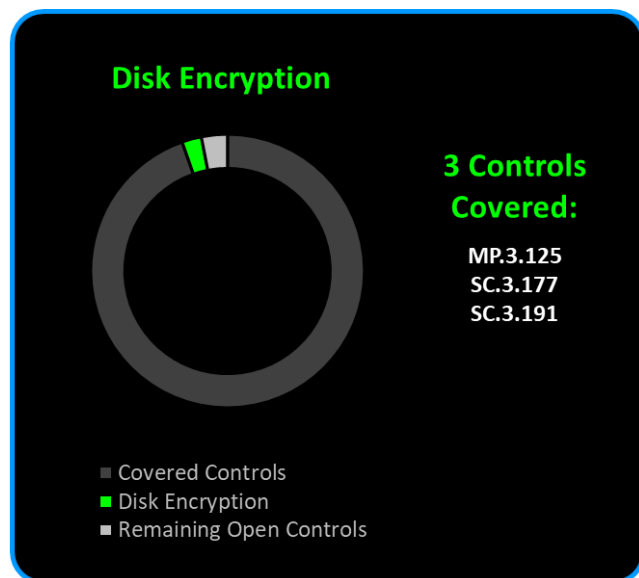 Disk Encryption
3 Controls
Covered:
MP.3.125
SC.3.177
SC.3.191
Covered Controls
Disk Encryption
Remaining Open Controls